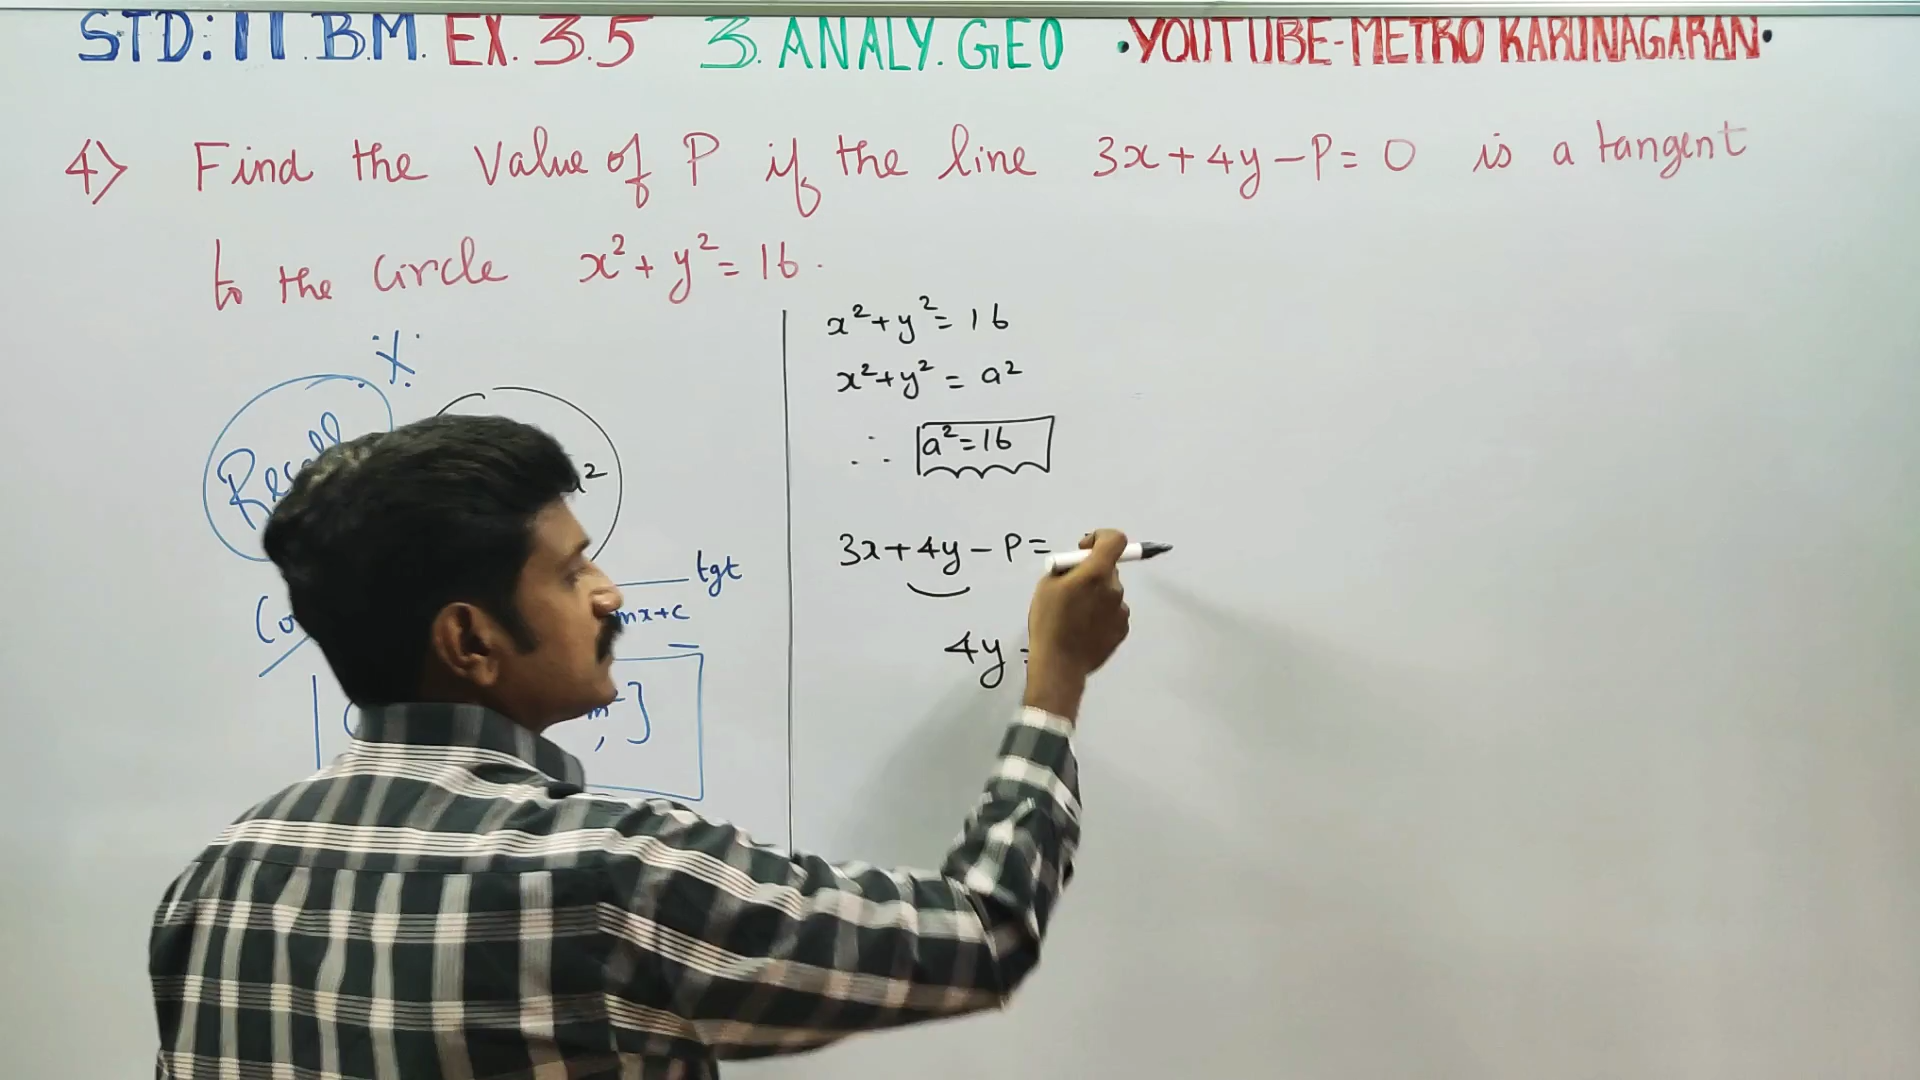 STD: 11. B.M. EX. 3.5 3. ANALY. GEO • YOUTUBE-METRO KARUNAGARAN •
4) Find the Value of P if the line 3x + 4y - P = 0 is a tangent
to the circle x² + y² = 16.
x² + y² = 16
x² + y² = a²
∴ a² = 16
a²
3x + 4y - P =
tgt
mx+c
4y =